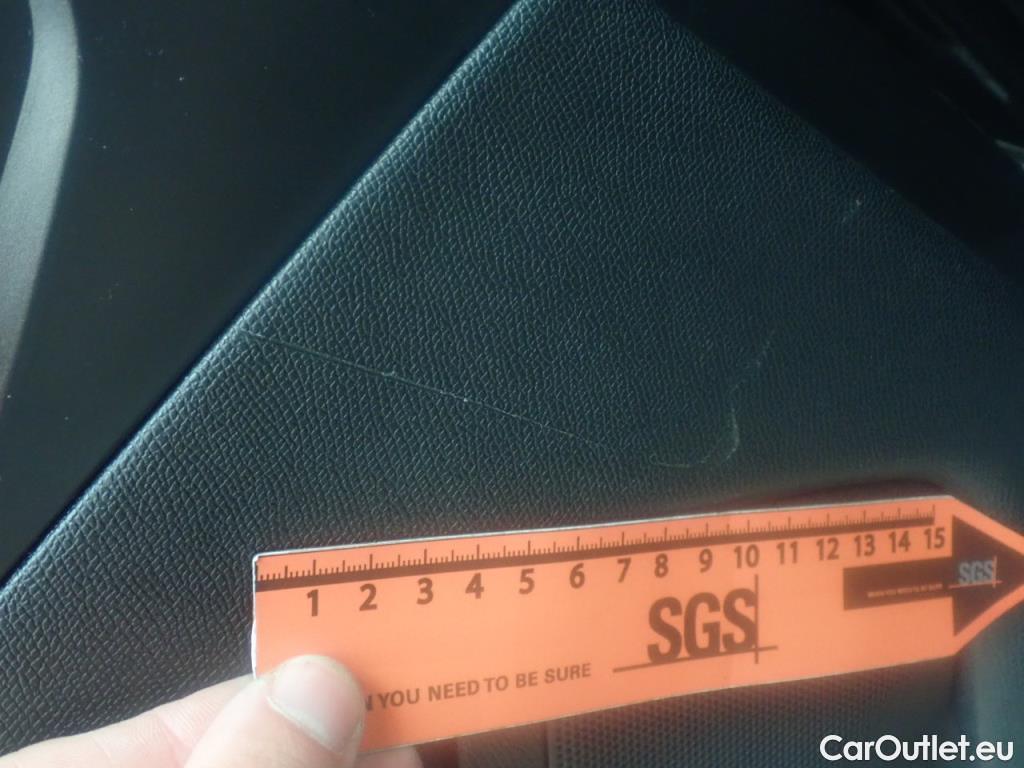 1 2 3 4 5 6 7 8 9 10 11 12 13 14 15
SGS
SGS
YOU NEED TO BE SURE
CarOutlet.eu